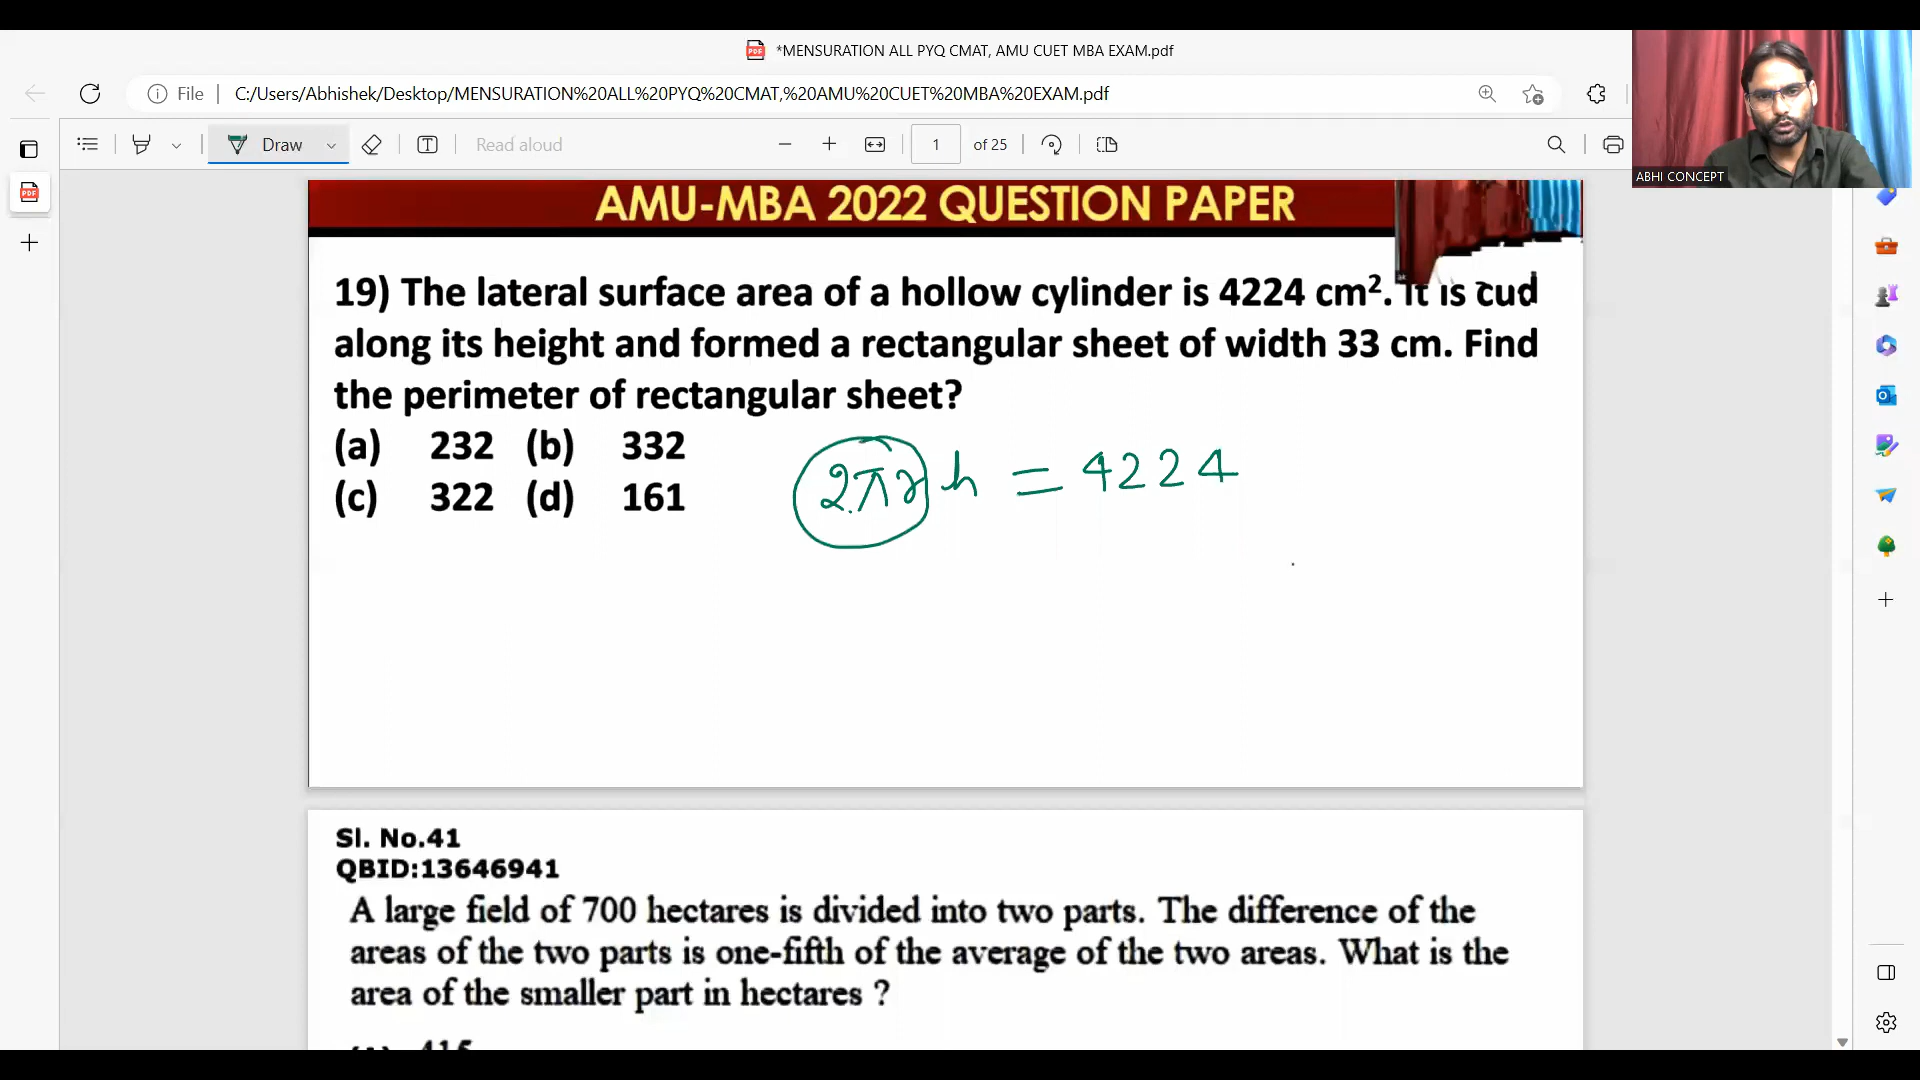 *MENSURATION ALL PYQ CMAT, AMU CUET MBA EXAM.pdf
File C:/Users/Abhishek/Desktop/MENSURATION%20ALL%20PYQ%20CMAT,%20AMU%20CUET%20MBA%20EXAM.pdf
Draw T Read aloud 1 of 25
ABHI CONCEPT
AMU-MBA 2022 QUESTION PAPER
19) The lateral surface area of a hollow cylinder is 4224 cm². It is cud
along its height and formed a rectangular sheet of width 33 cm. Find
the perimeter of rectangular sheet?
(a) 232 (b) 332
(c) 322 (d) 161
2πr h = 4224
Sl. No.41
QBID:13646941
A large field of 700 hectares is divided into two parts. The difference of the
areas of the two parts is one-fifth of the average of the two areas. What is the
area of the smaller part in hectares ?